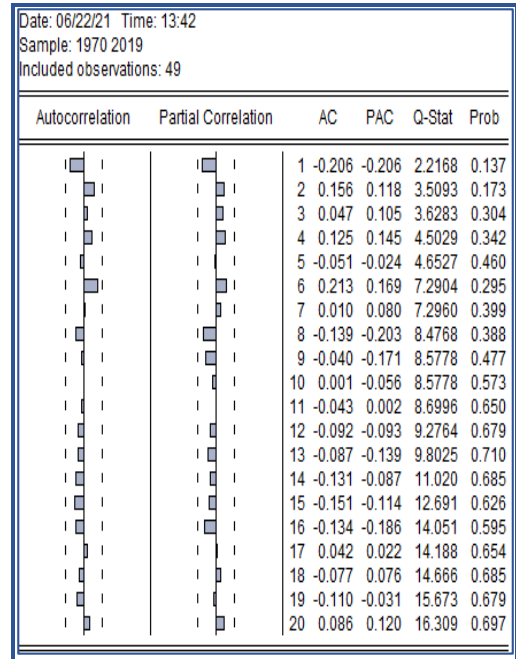 Date: 06/22/21 Time: 13:42
Sample: 1970 2019
Included observations: 49
Autocorrelation Partial Correlation AC PAC Q-Stat Prob
1 -0.206 -0.206 2.2168 0.137
2 0.156 0.118 3.5093 0.173
3 0.047 0.105 3.6283 0.304
4 0.125 0.145 4.5029 0.342
5 -0.051 -0.024 4.6527 0.460
6 0.213 0.169 7.2904 0.295
7 0.010 0.080 7.2960 0.399
8 -0.139 -0.203 8.4768 0.388
9 -0.040 -0.171 8.5778 0.477
10 0.001 -0.056 8.5778 0.573
11 -0.043 0.002 8.6996 0.650
12 -0.092 -0.093 9.2764 0.679
13 -0.087 -0.139 9.8025 0.710
14 -0.131 -0.087 11.020 0.685
15 -0.151 -0.114 12.691 0.626
16 -0.134 -0.186 14.051 0.595
17 0.042 0.022 14.188 0.654
18 -0.077 0.076 14.666 0.685
19 -0.110 -0.031 15.673 0.679
20 0.086 0.120 16.309 0.697